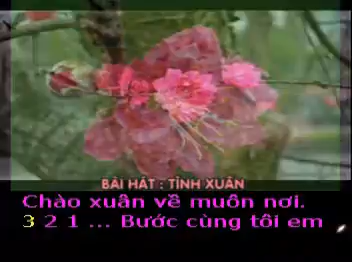 BÀI HÁT : TÌNH XUÂN
Chào xuân về muôn nơi.
3 2 1 ... Bước cùng tôi em